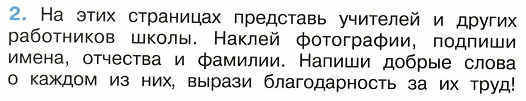 2. На этих страницах представь учителей и других
работников школы. Наклей фотографии, подпиши
имена, отчества и фамилии. Напиши добрые слова
о каждом из них, вырази благодарность за их труд!